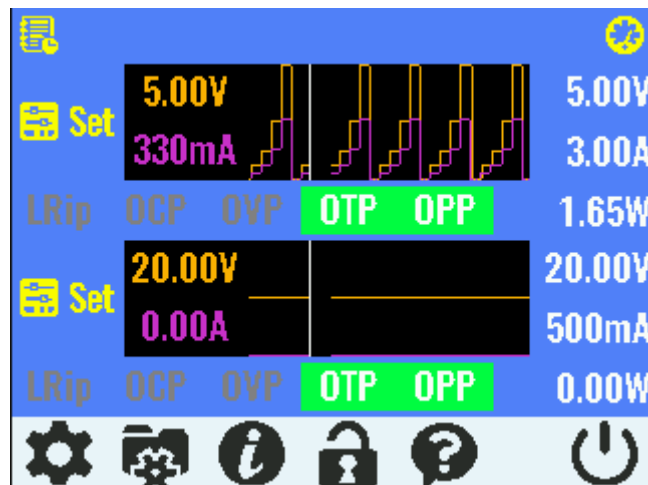 5.00V 5.00V
Set
330mA 3.00A
LRip OCP OVP OTP OPP 1.65W
20.00V 20.00V
Set
0.00A 500mA
LRip OCP OVP OTP OPP 0.00W